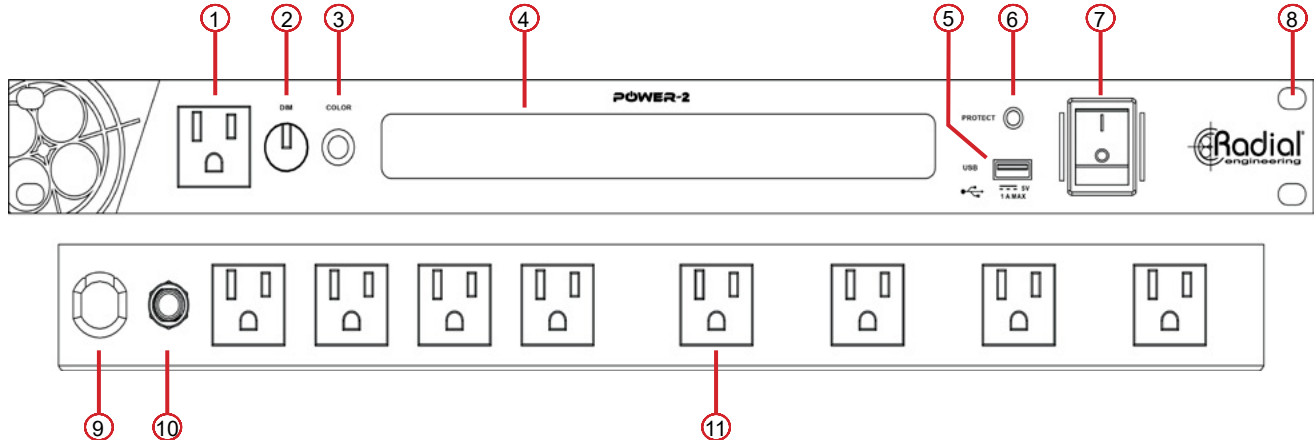 1 2 3 4 5 6 7 8
POWER-2
DIM COLOR
PROTECT
Radial®
engineering
USB
5V
1 A MAX
9 10 11